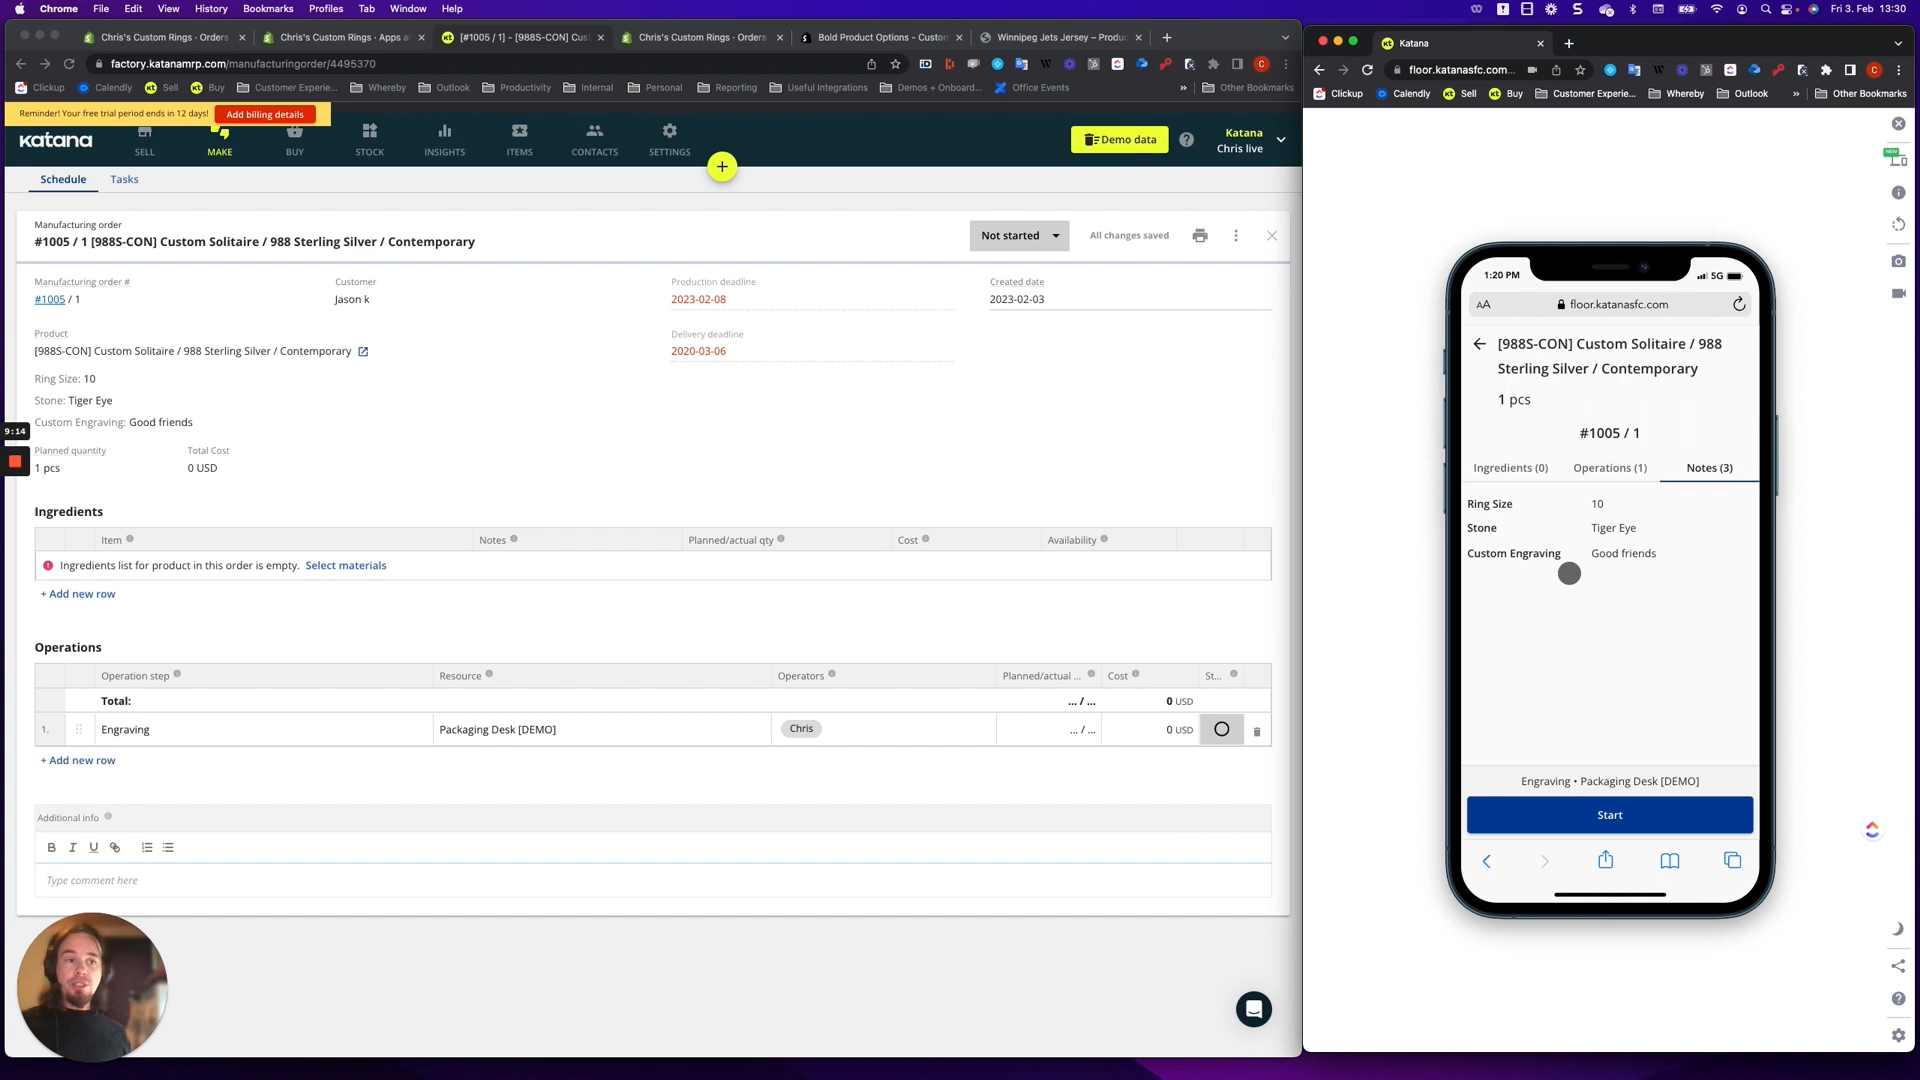 Chrome File Edit View History Bookmarks Profiles Tab Window Help
Fri 3. Feb 13:30
Chris's Custom Rings · Orders
Chris's Custom Rings · Apps a
[#1005 / 1] - [988S-CON] Cus
Chris's Custom Rings · Orders
Bold Product Options - Custom
Winnipeg Jets Jersey – Produc
factory.katanamrp.com/manufacturingorder/4495370
Clickup Calendly Sell Buy Customer Experie... Whereby Outlook Productivity Internal Personal Reporting Useful Integrations Demos + Onboard... Office Events » Other Bookmarks
Reminder! Your free trial period ends in 12 days! Add billing details
katana
SELL MAKE BUY STOCK INSIGHTS ITEMS CONTACTS SETTINGS
Demo data
Katana
Chris live
Schedule Tasks
Manufacturing order
#1005 / 1 [988S-CON] Custom Solitaire / 988 Sterling Silver / Contemporary
Not started
All changes saved
Manufacturing order # Customer Production deadline Created date
#1005 / 1 Jason k 2023-02-08 2023-02-03
Product Delivery deadline
[988S-CON] Custom Solitaire / 988 Sterling Silver / Contemporary 2020-03-06
Ring Size: 10
Stone: Tiger Eye
Custom Engraving: Good friends
9:14
Planned quantity Total Cost
1 pcs 0 USD
Ingredients
Item Notes Planned/actual qty Cost Availability
Ingredients list for product in this order is empty. Select materials
+ Add new row
Operations
Operation step Resource Operators Planned/actual ... Cost St...
Total: ... / ... 0 USD
1. Engraving Packaging Desk [DEMO] Chris ... / ... 0 USD
+ Add new row
Additional info
B I U
Type comment here
Katana
floor.katanasfc.com...
Clickup Calendly Sell Buy Customer Experie... Whereby Outlook » Other Bookmarks
NEW
1:20 PM 5G
AA floor.katanasfc.com
[988S-CON] Custom Solitaire / 988
Sterling Silver / Contemporary
1 pcs
#1005 / 1
Ingredients (0) Operations (1) Notes (3)
Ring Size 10
Stone Tiger Eye
Custom Engraving Good friends
Engraving • Packaging Desk [DEMO]
Start